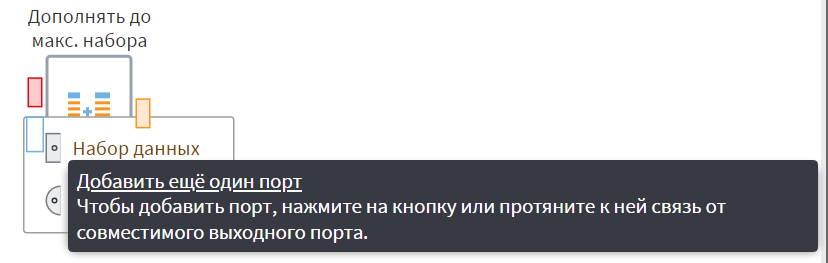 Дополнять до
макс. набора
Набор данных
Добавить ещё один порт
Чтобы добавить порт, нажмите на кнопку или протяните к ней связь от
совместимого выходного порта.